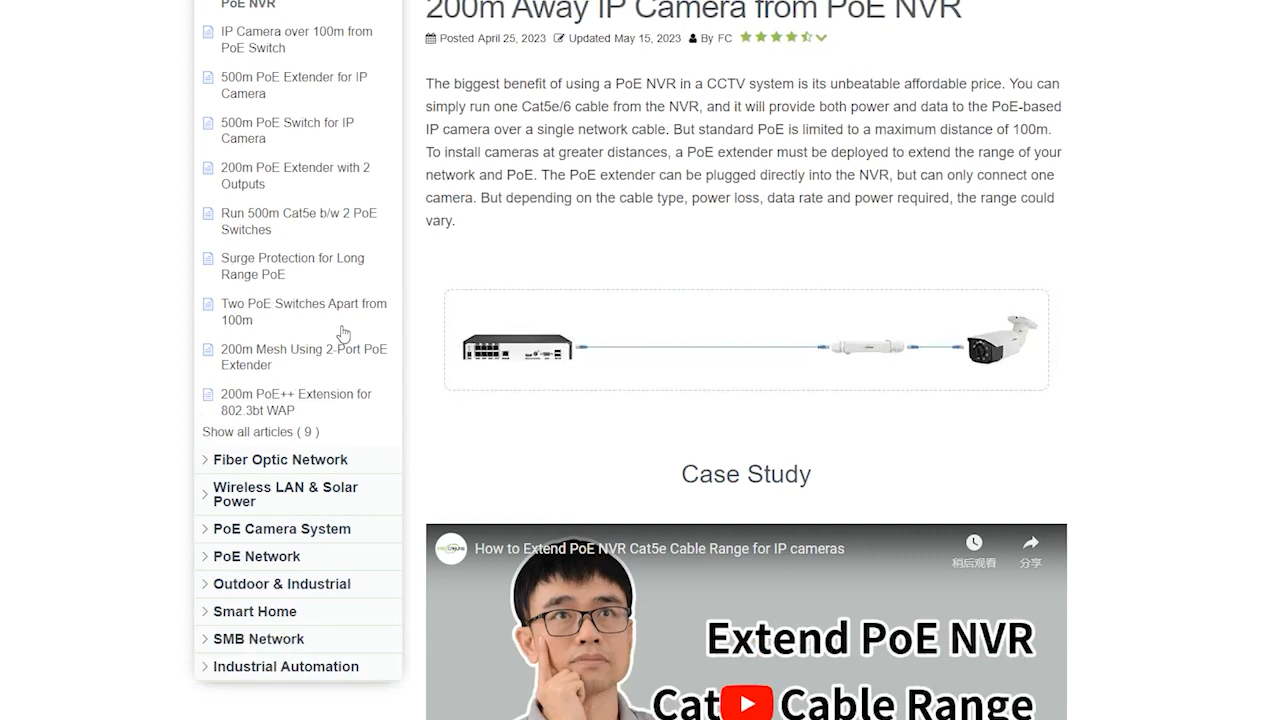 PoE NVR
IP Camera over 100m from
PoE Switch
500m PoE Extender for IP
Camera
500m PoE Switch for IP
Camera
200m PoE Extender with 2
Outputs
Run 500m Cat5e b/w 2 PoE
Switches
Surge Protection for Long
Range PoE
Two PoE Switches Apart from
100m
200m Mesh Using 2-Port PoE
Extender
200m PoE++ Extension for
802.3bt WAP
Show all articles ( 9 )
Fiber Optic Network
Wireless LAN & Solar
Power
PoE Camera System
PoE Network
Outdoor & Industrial
Smart Home
SMB Network
Industrial Automation
200m Away IP Camera from PoE NVR
Posted April 25, 2023 Updated May 15, 2023 By FC
The biggest benefit of using a PoE NVR in a CCTV system is its unbeatable affordable price. You can
simply run one Cat5e/6 cable from the NVR, and it will provide both power and data to the PoE-based
IP camera over a single network cable. But standard PoE is limited to a maximum distance of 100m.
To install cameras at greater distances, a PoE extender must be deployed to extend the range of your
network and PoE. The PoE extender can be plugged directly into the NVR, but can only connect one
camera. But depending on the cable type, power loss, data rate and power required, the range could
vary.
Case Study
How to Extend PoE NVR Cat5e Cable Range for IP cameras
稍后观看
分享
Extend PoE NVR
Cat Cable Range